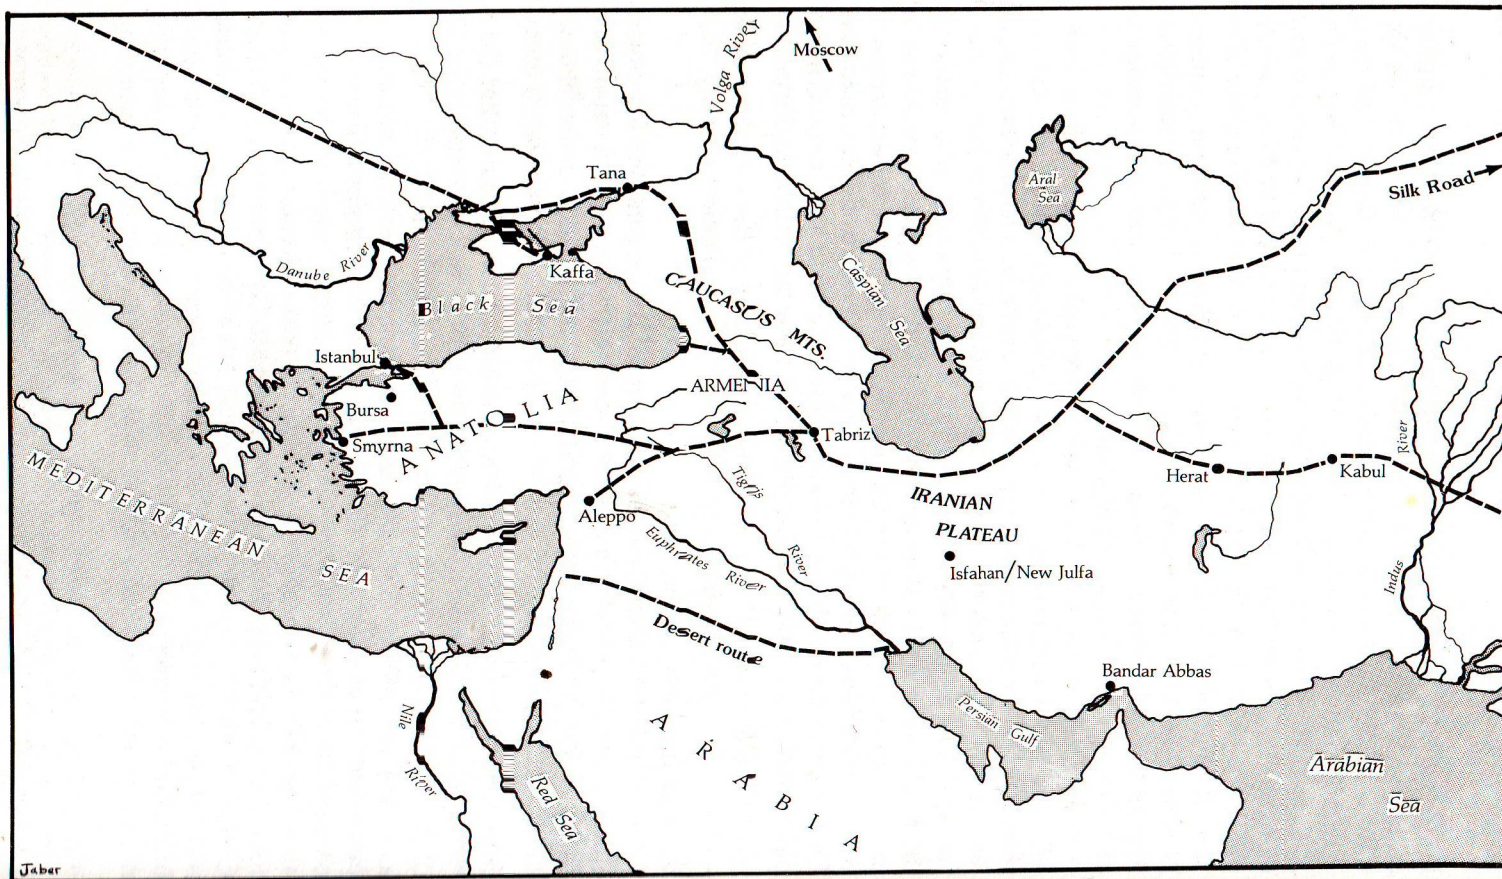 Moscow
Volga River
Tana
Aral
Sea
Silk Road
Danube River
Kaffa
Caspian Sea
Black Sea
CAUCASUS MTS.
Istanbul
ARMENIA
Bursa
ANATOLIA
Smyrna
Tabriz
Herat
Kabul
River
Indus
MEDITERRANEAN
SEA
Aleppo
Tigris
River
Euphrates River
IRANIAN
PLATEAU
Isfahan/New Julfa
Desert route
Bandar Abbas
Nile
River
Persian Gulf
ARABIA
Red Sea
Arabian
Sea
Jaber